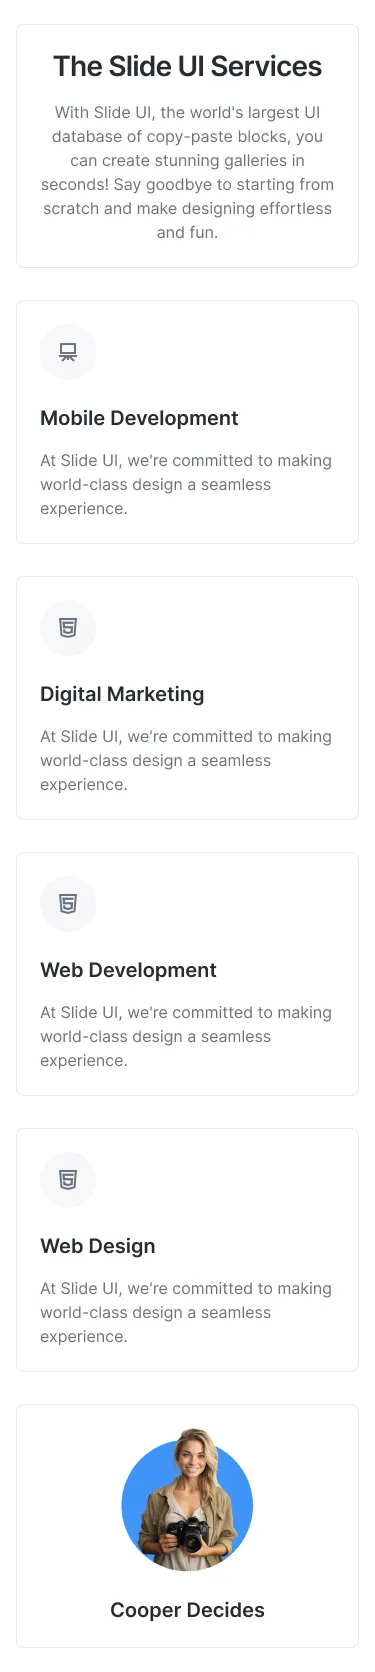 The Slide UI Services
With Slide UI, the world's largest UI
database of copy-paste blocks, you
can create stunning galleries in
seconds! Say goodbye to starting from
scratch and make designing effortless
and fun.
Mobile Development
At Slide UI, we're committed to making
world-class design a seamless
experience.
5
Digital Marketing
At Slide UI, we're committed to making
world-class design a seamless
experience.
5
Web Development
At Slide UI, we're committed to making
world-class design a seamless
experience.
5
Web Design
At Slide UI, we're committed to making
world-class design a seamless
experience.
Cooper Decides